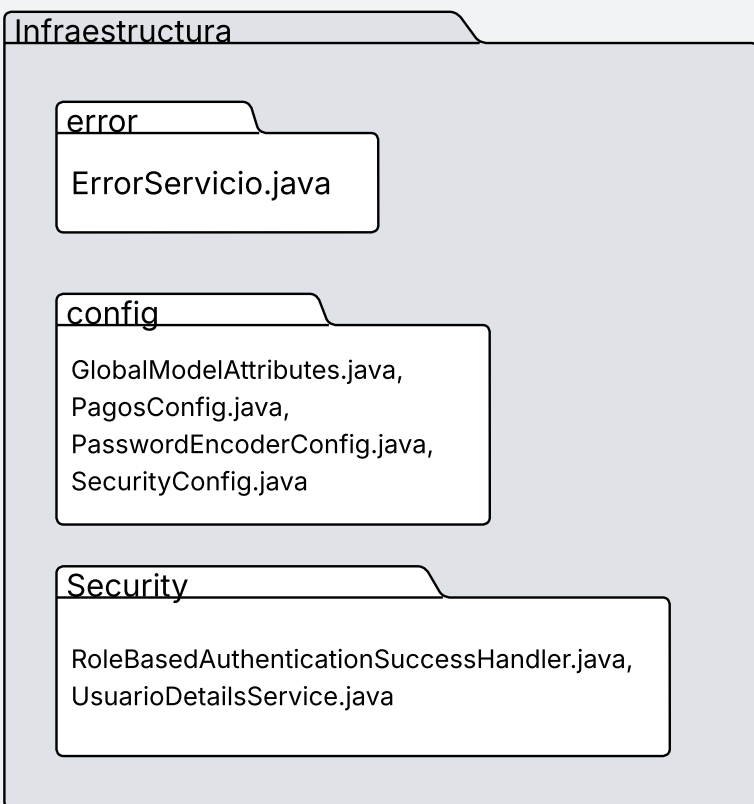 Infraestructura
error
ErrorServicio.java
config
GlobalModelAttributes.java,
PagosConfig.java,
PasswordEncoderConfig.java,
SecurityConfig.java
Security
RoleBasedAuthenticationSuccessHandler.java,
UsuarioDetailsService.java